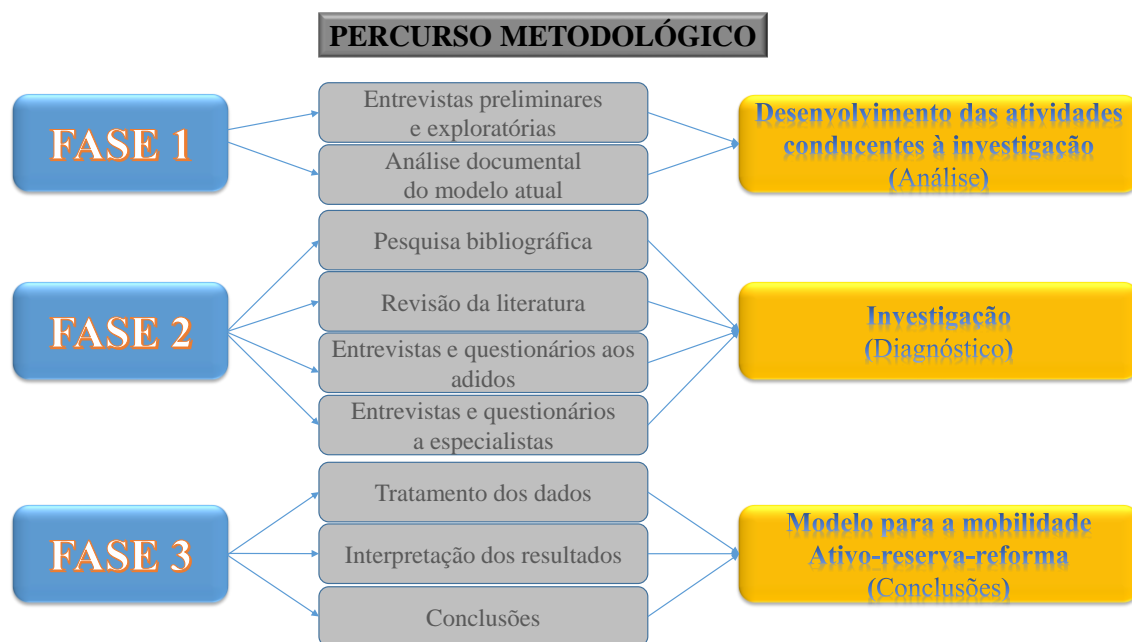 PERCURSO METODOLÓGICO
FASE 1
Entrevistas preliminares
e exploratórias
Análise documental
do modelo atual
Desenvolvimento das atividades
conducentes à investigação
(Análise)
FASE 2
Pesquisa bibliográfica
Revisão da literatura
Entrevistas e questionários aos
adidos
Entrevistas e questionários
a especialistas
Investigação
(Diagnóstico)
FASE 3
Tratamento dos dados
Interpretação dos resultados
Conclusões
Modelo para a mobilidade
Ativo-reserva-reforma
(Conclusões)